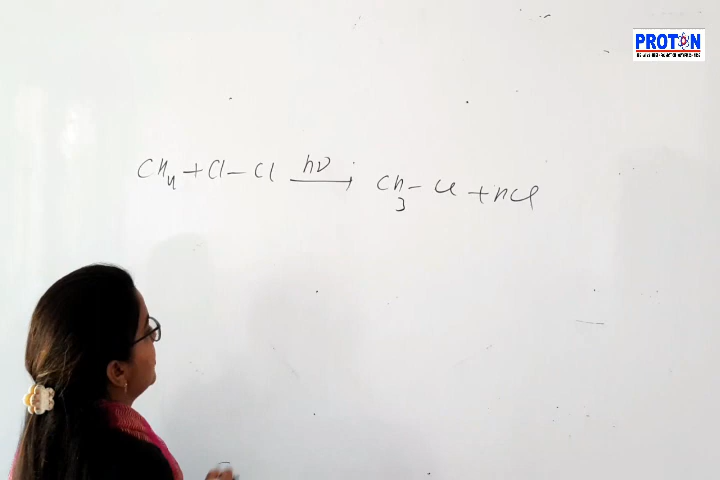 PROTON
CH4 + Cl – Cl hν → CH3 – Cl + HCl